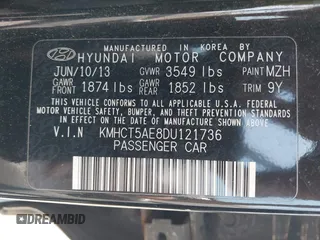 MANUFACTURED IN KOREA BY
HYUNDAI MOTOR COMPANY
JUN/10/13 GVWR 3549 lbs PAINT MZH
GAWR FRONT 1874 lbs GAWR REAR 1852 lbs TRIM 9Y
THIS VEHICLE CONFORMS TO ALL APPLICABLE U.S.A. FEDERAL
MOTOR VEHICLE SAFETY, BUMPER, AND THEFT PREVENTION
STANDARDS IN EFFECT ON THE DATE OF MANUFACTURE SHOWN ABOVE.
V.I.N KMHCT5AE8DU121736
PASSENGER CAR
DREAMBID